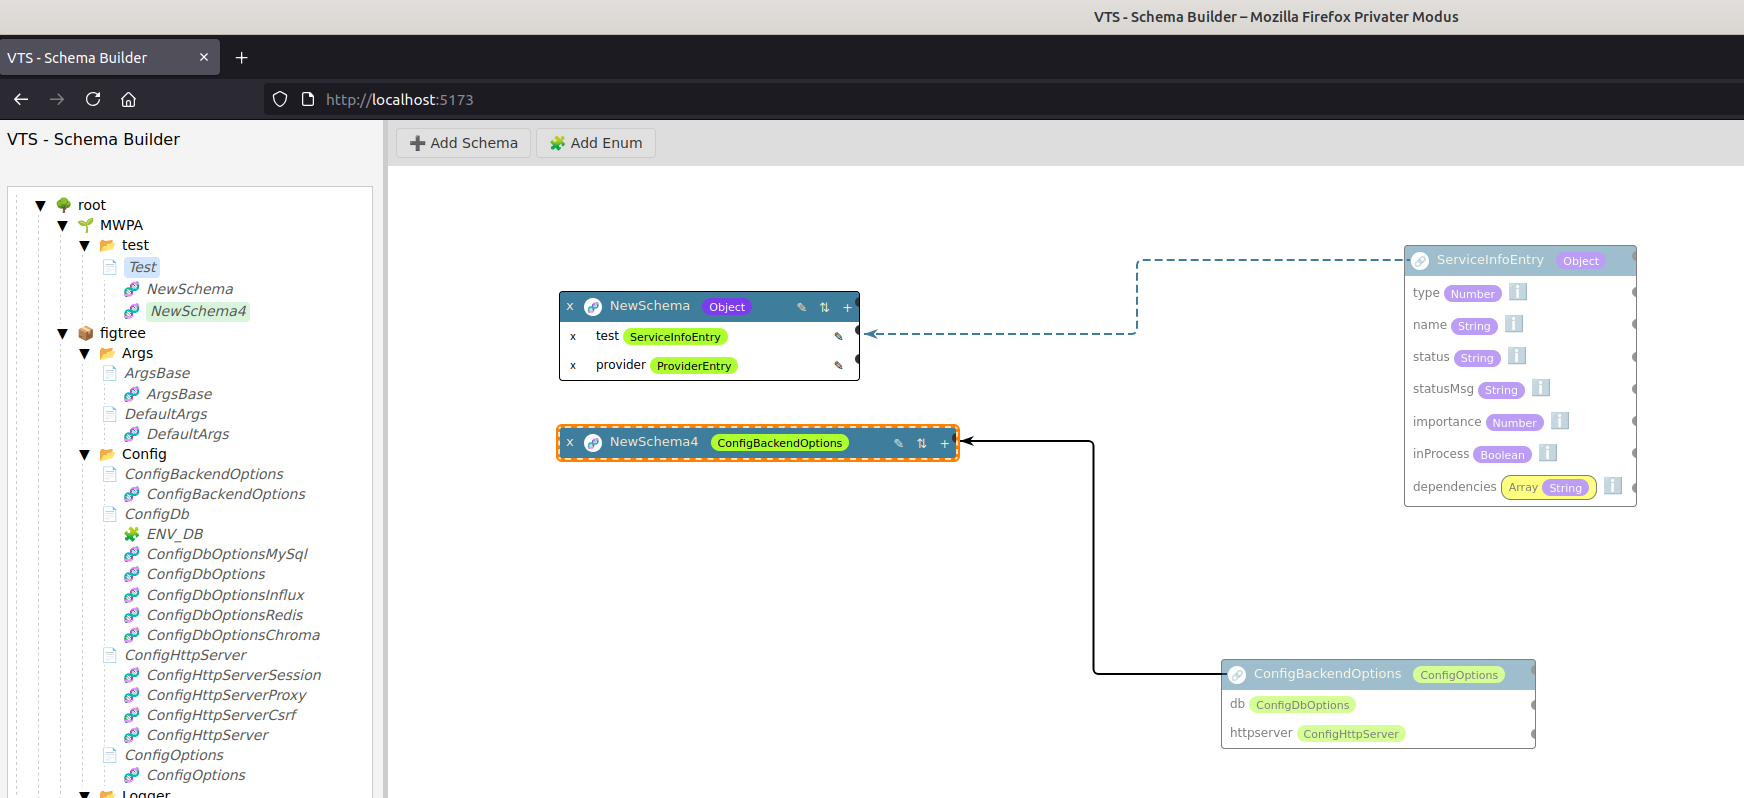 VTS - Schema Builder – Mozilla Firefox Privater Modus
VTS - Schema Builder
http://localhost:5173
VTS - Schema Builder
Add Schema
Add Enum
root
MWPA
test
Test
NewSchema
NewSchema4
figtree
Args
ArgsBase
ArgsBase
DefaultArgs
DefaultArgs
Config
ConfigBackendOptions
ConfigBackendOptions
ConfigDb
ENV_DB
ConfigDbOptionsMySql
ConfigDbOptions
ConfigDbOptionsInflux
ConfigDbOptionsRedis
ConfigDbOptionsChroma
ConfigHttpServer
ConfigHttpServerSession
ConfigHttpServerProxy
ConfigHttpServerCsrf
ConfigHttpServer
ConfigOptions
ConfigOptions
Logger
x NewSchema Object
x test ServiceInfoEntry
x provider ProviderEntry
x NewSchema4 ConfigBackendOptions
ServiceInfoEntry Object
type Number
name String
status String
statusMsg String
importance Number
inProcess Boolean
dependencies Array String
ConfigBackendOptions ConfigOptions
db ConfigDbOptions
httpserver ConfigHttpServer